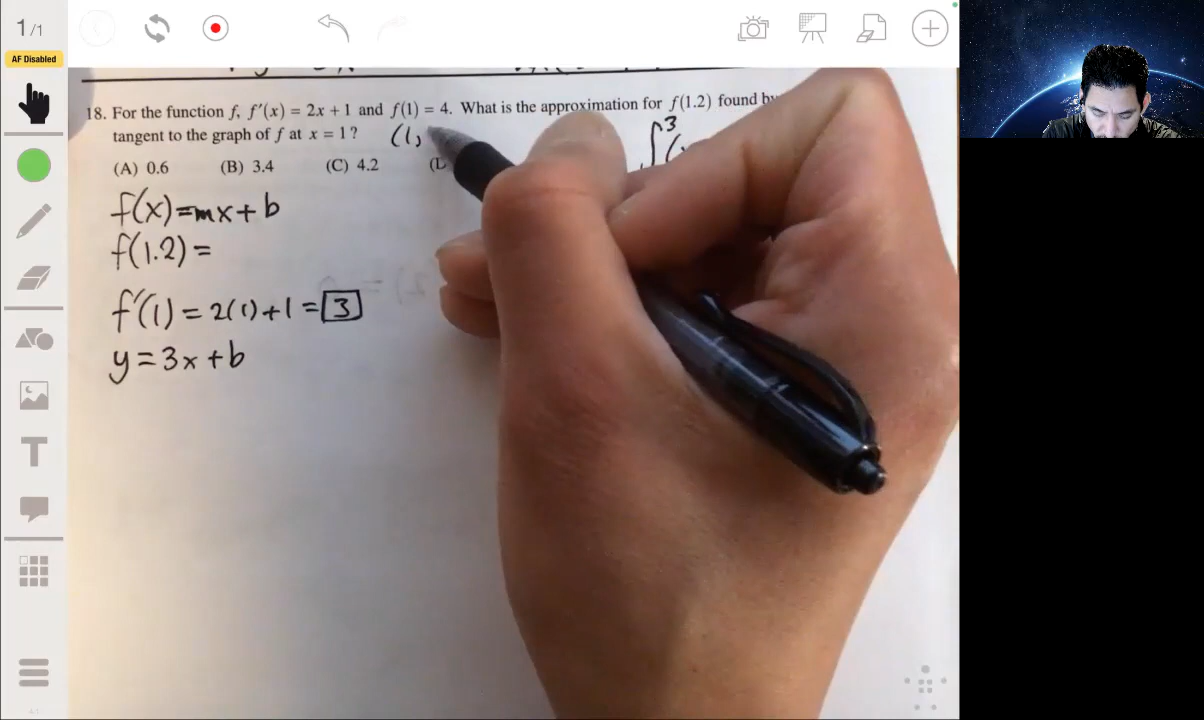 1/1
AF Disabled
18. For the function f, f′(x) = 2x + 1 and f(1) = 4. What is the approximation for f(1.2) found by
tangent to the graph of f at x = 1? (1,
∫³(
(A) 0.6 (B) 3.4 (C) 4.2
f(x)=mx+b
f(1.2)=
f′(1)=2(1)+1=3
y=3x+b
T